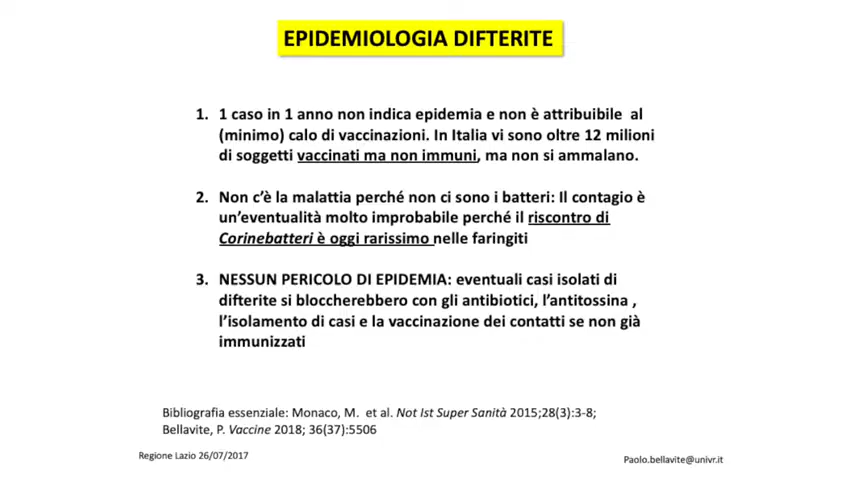 EPIDEMIOLOGIA DIFTERITE
1. 1 caso in 1 anno non indica epidemia e non è attribuibile al
(minimo) calo di vaccinazioni. In Italia vi sono oltre 12 milioni
di soggetti vaccinati ma non immuni, ma non si ammalano.
2. Non c’è la malattia perché non ci sono i batteri: Il contagio è
un’eventualità molto improbabile perché il riscontro di
Corinebatteri è oggi rarissimo nelle faringiti
3. NESSUN PERICOLO DI EPIDEMIA: eventuali casi isolati di
difterite si bloccherebbero con gli antibiotici, l’antitossina ,
l’isolamento di casi e la vaccinazione dei contatti se non già
immunizzati
Bibliografia essenziale: Monaco, M. et al. Not Ist Super Sanità 2015;28(3):3-8;
Bellavite, P. Vaccine 2018; 36(37):5506
Regione Lazio 26/07/2017
Paolo.bellavite@univr.it